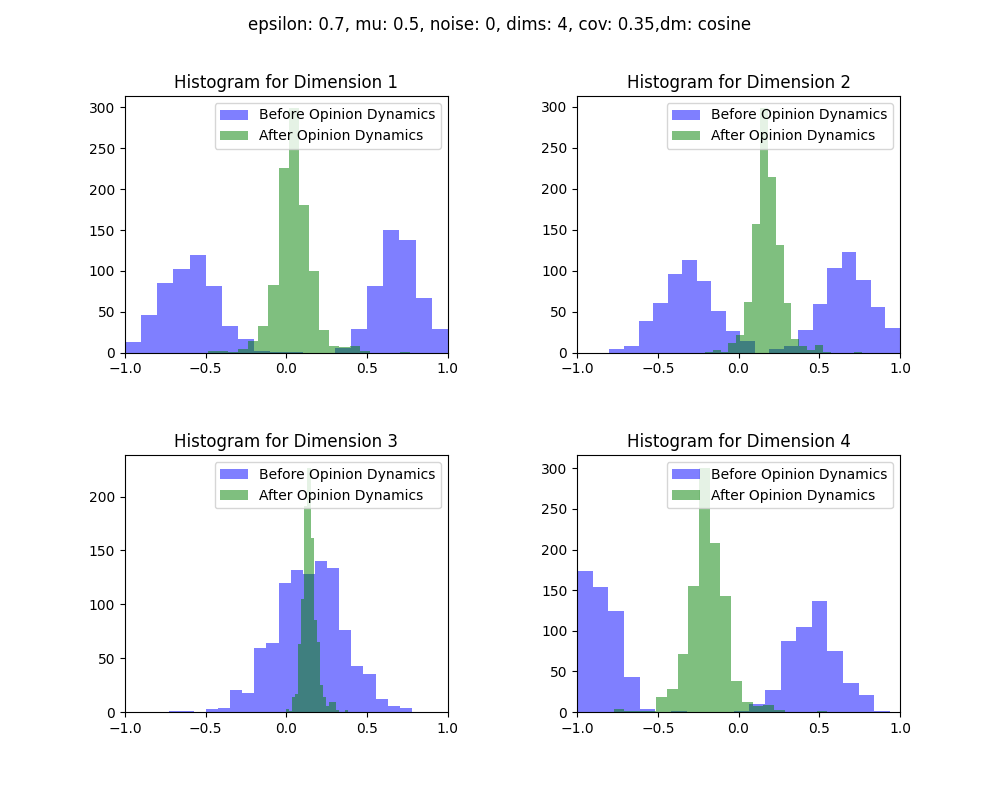 epsilon: 0.7, mu: 0.5, noise: 0, dims: 4, cov: 0.35,dm: cosine
Histogram for Dimension 1
Before Opinion Dynamics
After Opinion Dynamics
300
250
200
150
100
50
0
−1.0 −0.5 0.0 0.5 1.0
Histogram for Dimension 2
Before Opinion Dynamics
After Opinion Dynamics
300
250
200
150
100
50
0
−1.0 −0.5 0.0 0.5 1.0
Histogram for Dimension 3
Before Opinion Dynamics
After Opinion Dynamics
200
150
100
50
0
−1.0 −0.5 0.0 0.5 1.0
Histogram for Dimension 4
Before Opinion Dynamics
After Opinion Dynamics
300
250
200
150
100
50
0
−1.0 −0.5 0.0 0.5 1.0